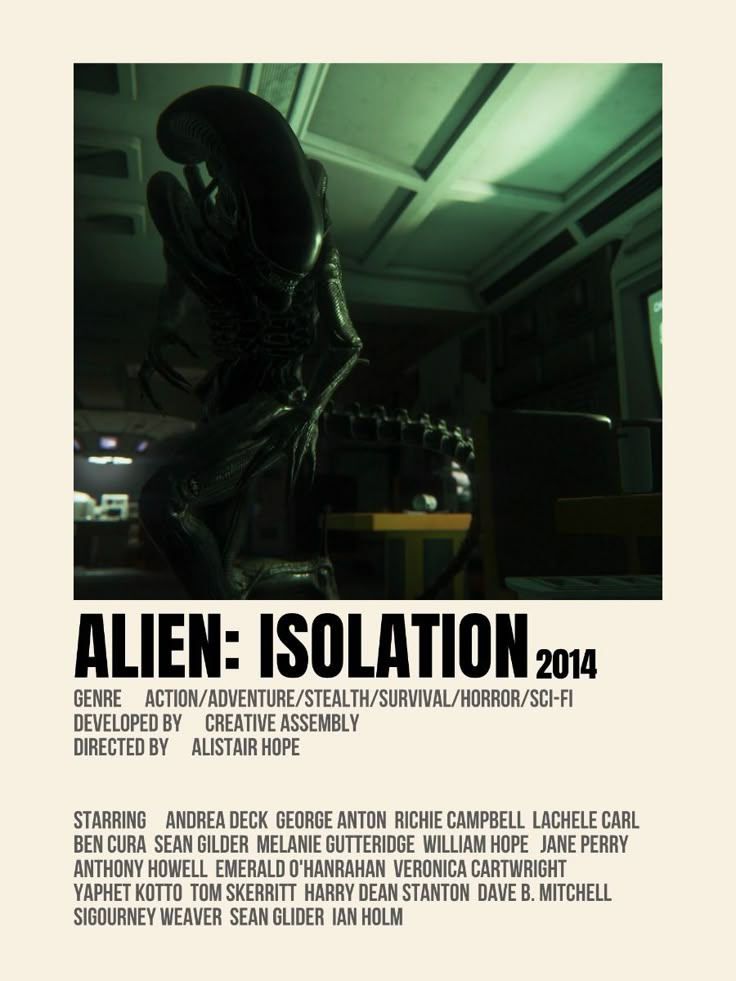 ALIEN: ISOLATION 2014
GENRE ACTION/ADVENTURE/STEALTH/SURVIVAL/HORROR/SCI-FI
DEVELOPED BY CREATIVE ASSEMBLY
DIRECTED BY ALISTAIR HOPE
STARRING ANDREA DECK GEORGE ANTON RICHIE CAMPBELL LACHELE CARL
BEN CURA SEAN GILDER MELANIE GUTTERIDGE WILLIAM HOPE JANE PERRY
ANTHONY HOWELL EMERALD O'HANRAHAN VERONICA CARTWRIGHT
YAPHET KOTTO TOM SKERRITT HARRY DEAN STANTON DAVE B. MITCHELL
SIGOURNEY WEAVER SEAN GLIDER IAN HOLM